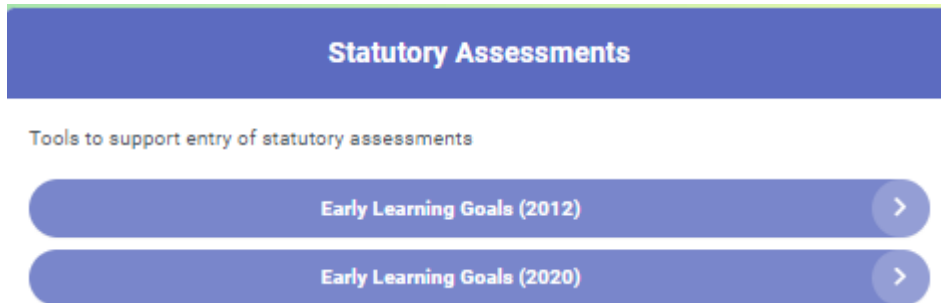 Statutory Assessments
Tools to support entry of statutory assessments
Early Learning Goals (2012)
Early Learning Goals (2020)